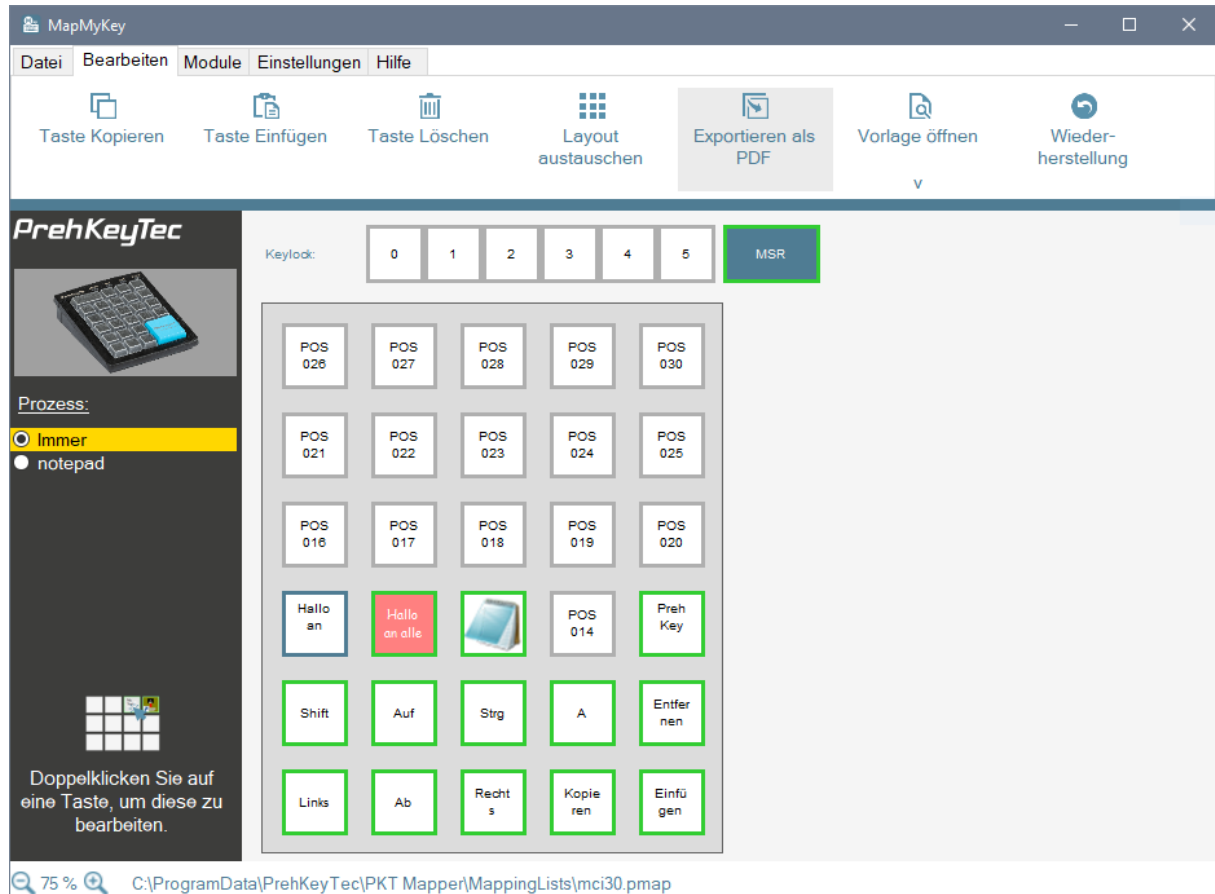 MapMyKey
Datei Bearbeiten Module Einstellungen Hilfe
Taste Kopieren
Taste Einfügen
Taste Löschen
Layout
austauschen
Exportieren als
PDF
Vorlage öffnen
v
Wieder-
herstellung
PrehKeyTec
Prozess:
Immer
notepad
Doppelklicken Sie auf
eine Taste, um diese zu
bearbeiten.
Keylock:
0 1 2 3 4 5 MSR
POS
026
POS
027
POS
028
POS
029
POS
030
POS
021
POS
022
POS
023
POS
024
POS
025
POS
016
POS
017
POS
018
POS
019
POS
020
Hallo
an
Hallo
an alle
POS
014
Preh
Key
Shift
Auf
Strg
A
Entfer
nen
Links
Ab
Recht
s
Kopie
ren
Einfü
gen
75 % C:\ProgramData\PrehKeyTec\PKT Mapper\MappingLists\mci30.pmap